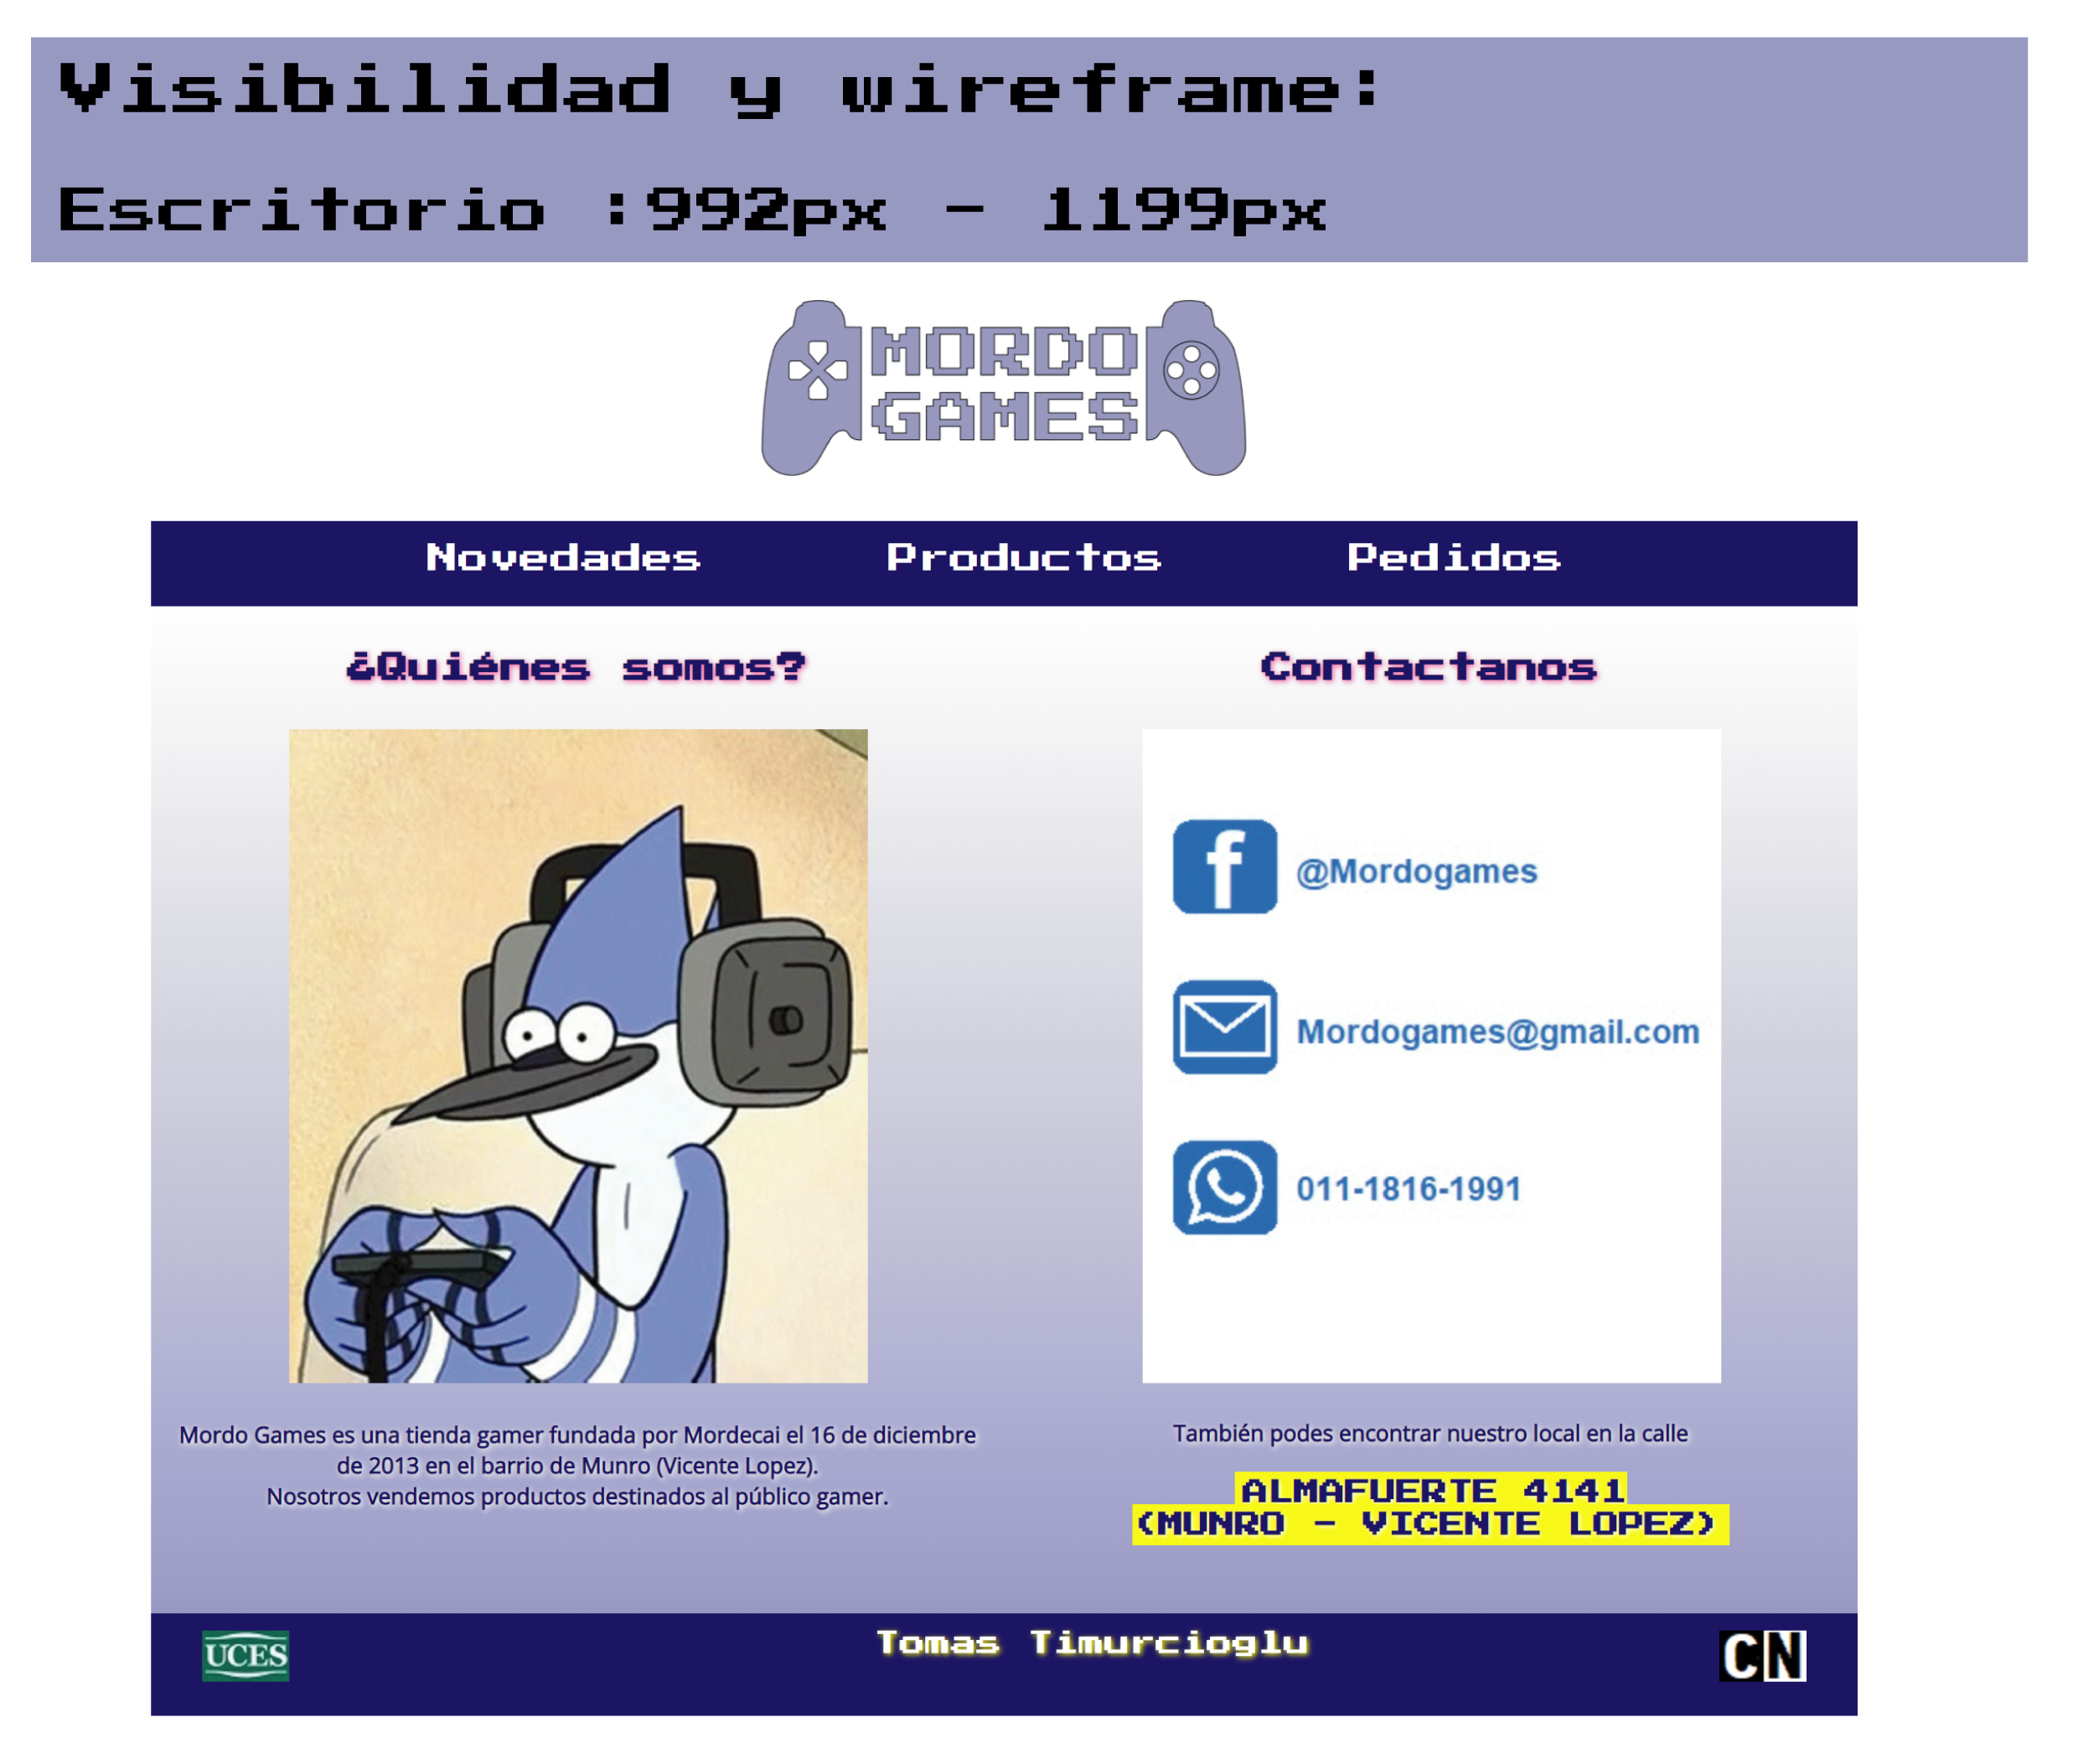 Visibilidad y wireframe:
Escritorio :992px - 1199px
MORDO
GAMES
Novedades Productos Pedidos
¿Quiénes somos?
Mordo Games es una tienda gamer fundada por Mordecai el 16 de diciembre
de 2013 en el barrio de Munro (Vicente Lopez).
Nosotros vendemos productos destinados al público gamer.
Contactanos
f @Mordogames
Mordogames@gmail.com
011-1816-1991
También podes encontrar nuestro local en la calle
ALMAFUERTE 4141
(MUNRO - VICENTE LOPEZ)
UCES Tomas Timurcioglu CN